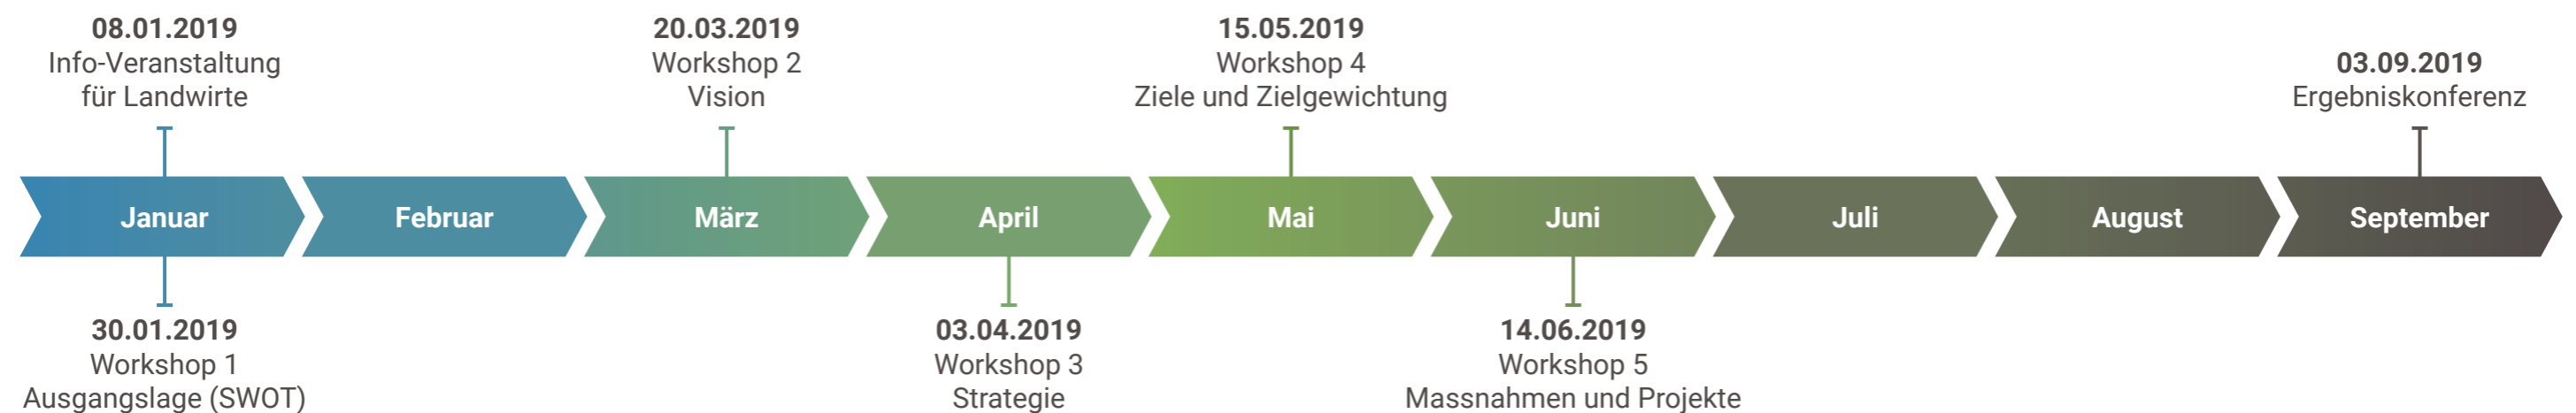 08.01.2019
Info-Veranstaltung
für Landwirte
20.03.2019
Workshop 2
Vision
15.05.2019
Workshop 4
Ziele und Zielgewichtung
03.09.2019
Ergebniskonferenz
Januar
Februar
März
April
Mai
Juni
Juli
August
September
30.01.2019
Workshop 1
Ausgangslage (SWOT)
03.04.2019
Workshop 3
Strategie
14.06.2019
Workshop 5
Massnahmen und Projekte